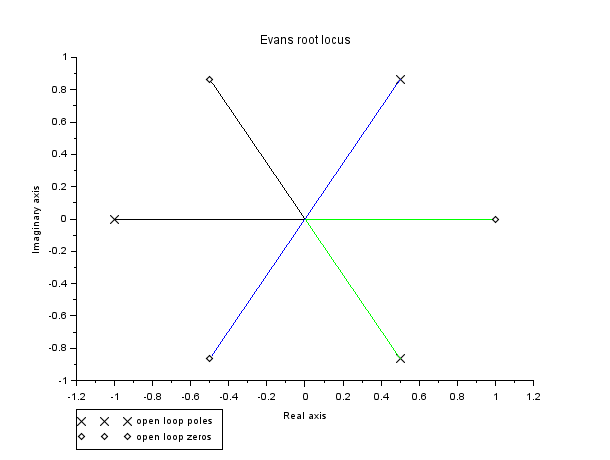 Evans root locus
1
0.8
0.6
0.4
0.2
0
-0.2
-0.4
-0.6
-0.8
-1
Imaginary axis
-1.2 -1 -0.8 -0.6 -0.4 -0.2 0 0.2 0.4 0.6 0.8 1 1.2
Real axis
open loop poles
open loop zeros